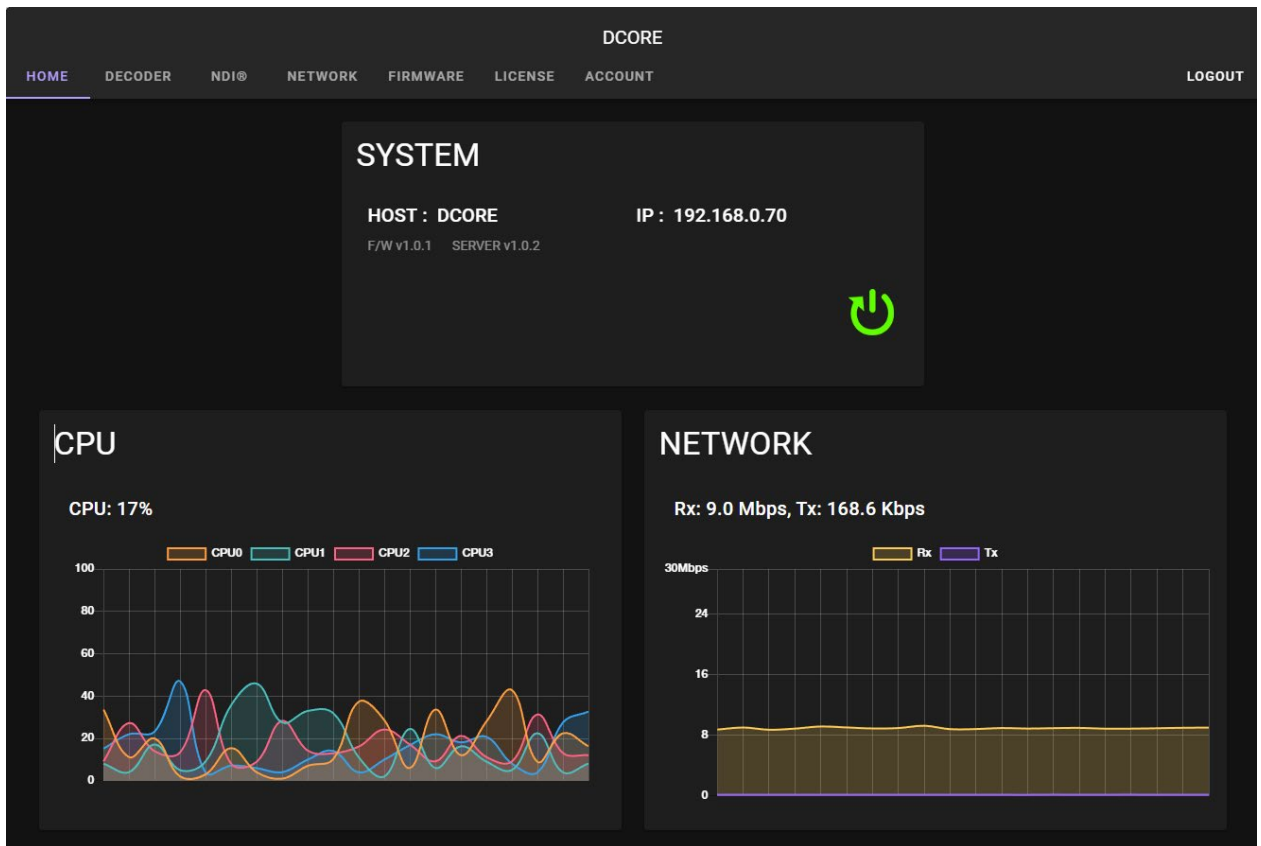 DCORE
HOME DECODER NDI® NETWORK FIRMWARE LICENSE ACCOUNT LOGOUT
SYSTEM
HOST : DCORE IP : 192.168.0.70
F/W v1.0.1 SERVER v1.0.2
CPU
CPU: 17%
CPU0 CPU1 CPU2 CPU3
100
80
60
40
20
0
NETWORK
Rx: 9.0 Mbps, Tx: 168.6 Kbps
Rx Tx
30Mbps
24
16
8
0